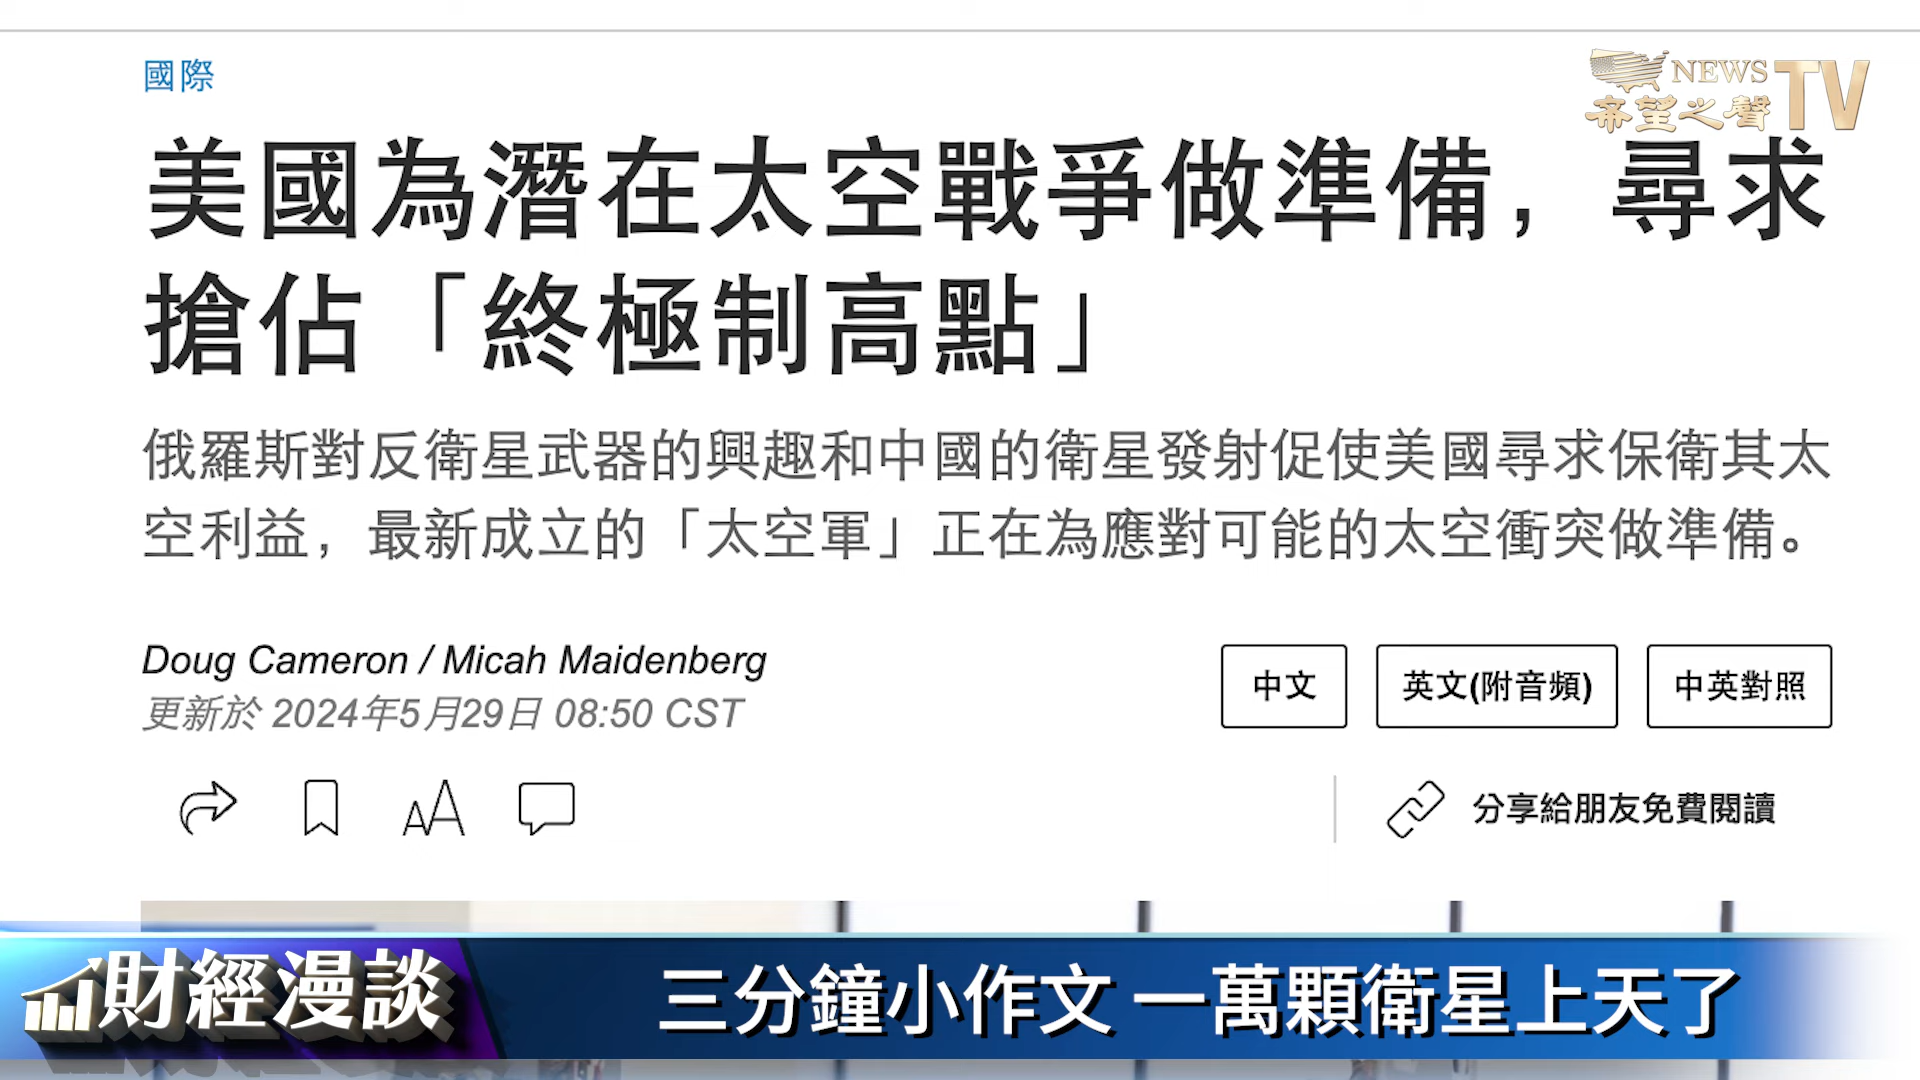 國際
NEWS TV
希望之聲
美國為潛在太空戰爭做準備，尋求
搶佔「終極制高點」
俄羅斯對反衛星武器的興趣和中國的衛星發射促使美國尋求保衛其太
空利益，最新成立的「太空軍」正在為應對可能的太空衝突做準備。
Doug Cameron / Micah Maidenberg
更新於 2024年5月29日 08:50 CST
中文 英文(附音頻) 中英對照
AA
分享給朋友免費閱讀
財經漫談
三分鐘小作文 一萬顆衛星上天了